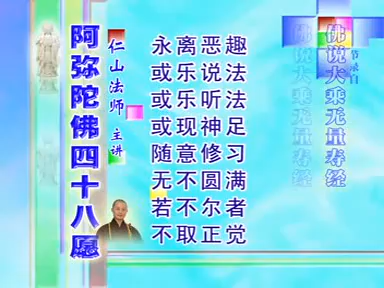 阿弥陀佛四十八愿
仁山法师 主讲
永离恶趣
或乐说法
或乐听法
或现神足
随意修习
无不圆满
若不尔者
不取正觉
节录自
佛说大乘无量寿经
佛说大乘无量寿经